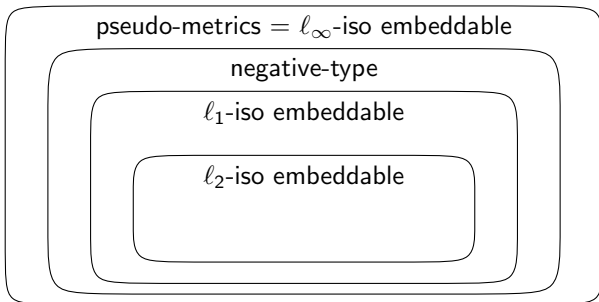 pseudo-metrics = ℓ∞-iso embeddable
negative-type
ℓ1-iso embeddable
ℓ2-iso embeddable